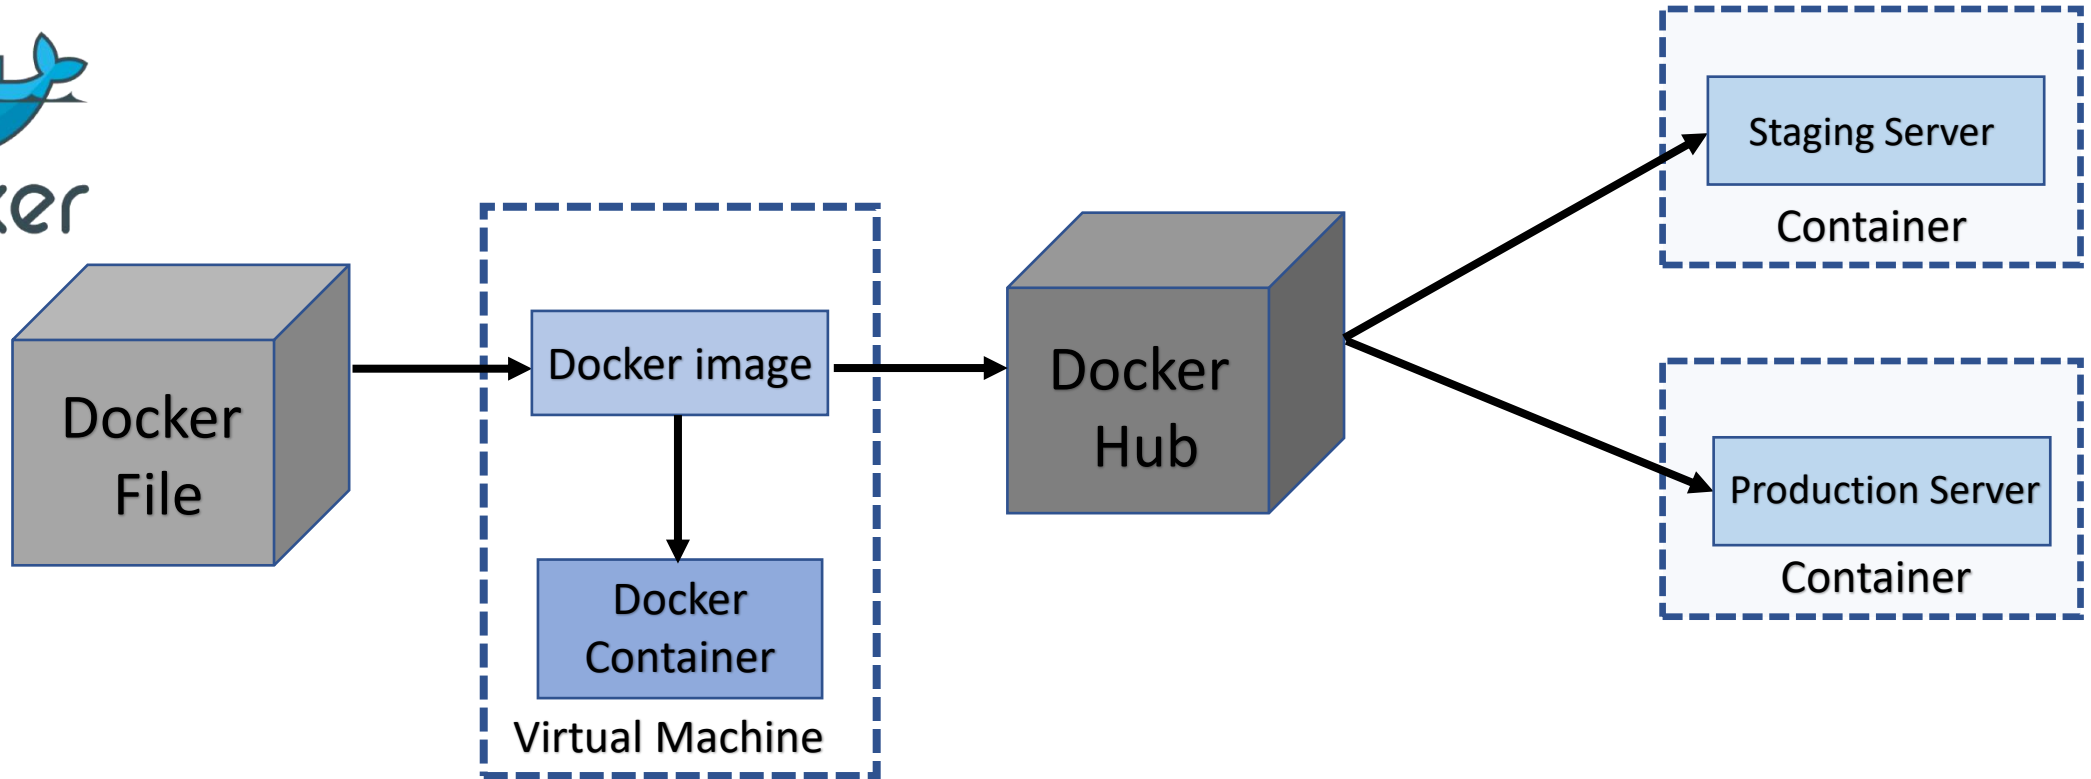 ker
Docker
File
Docker image
Docker
Container
Virtual Machine
Docker
Hub
Staging Server
Container
Production Server
Container